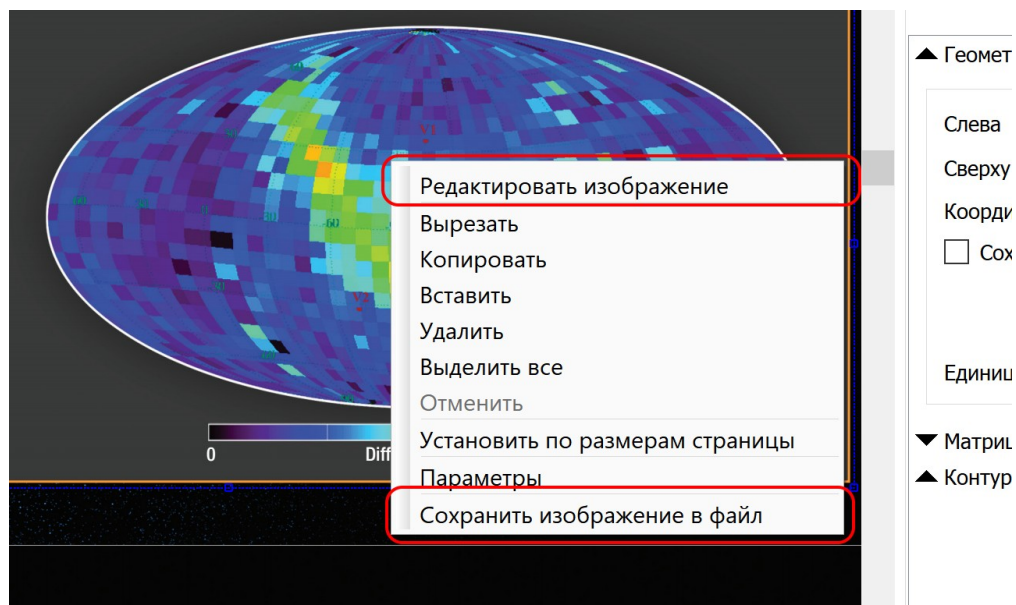 Геомет
Слева
Сверху
Коорди
Сох
Единиц
Матриц
Контур
V1
V2
-60
Редактировать изображение
Вырезать
Копировать
Вставить
Удалить
Выделить все
Отменить
Установить по размерам страницы
Параметры
Сохранить изображение в файл
0
Diff